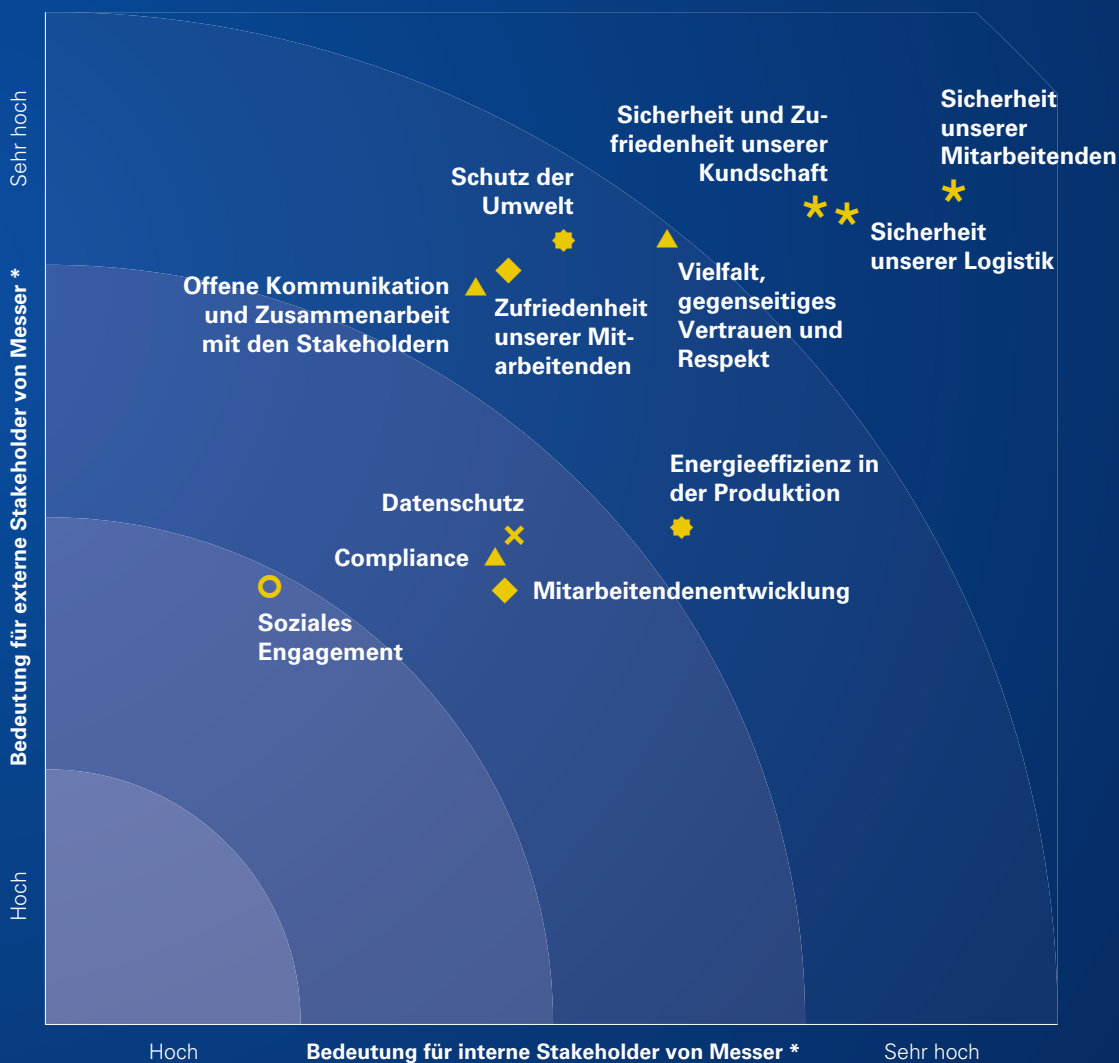 Sehr hoch
Bedeutung für externe Stakeholder von Messer *
Hoch
Sicherheit und Zu-
friedenheit unserer
Kundschaft
Sicherheit
unserer
Mitarbeitenden
Schutz der
Umwelt
Sicherheit
unserer Logistik
Offene Kommunikation
und Zusammenarbeit
mit den Stakeholdern
Zufriedenheit
unserer Mit-
arbeitenden
Vielfalt,
gegenseitiges
Vertrauen und
Respekt
Energieeffizienz in
der Produktion
Datenschutz
Compliance
Mitarbeitendenentwicklung
Soziales
Engagement
Hoch
Bedeutung für interne Stakeholder von Messer *
Sehr hoch